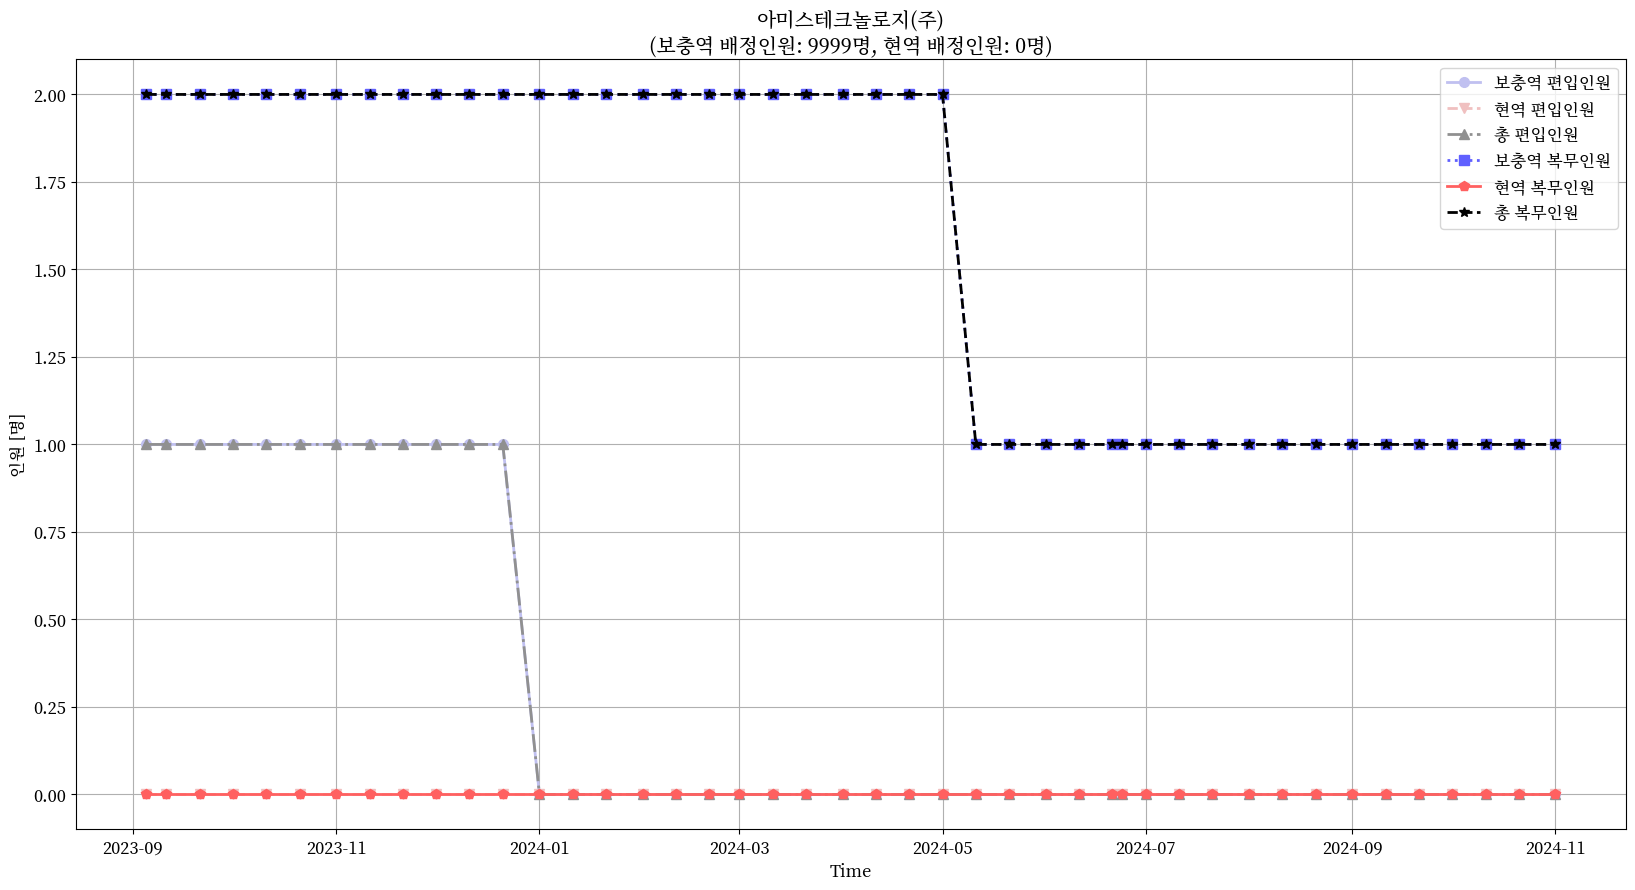 아미스테크놀로지(주)
(보충역 배정인원: 9999명, 현역 배정인원: 0명)
보충역 편입인원
현역 편입인원
총 편입인원
보충역 복무인원
현역 복무인원
총 복무인원
인원 [명]
2.00
1.75
1.50
1.25
1.00
0.75
0.50
0.25
0.00
2023-09
2023-11
2024-01
2024-03
2024-05
2024-07
2024-09
2024-11
Time